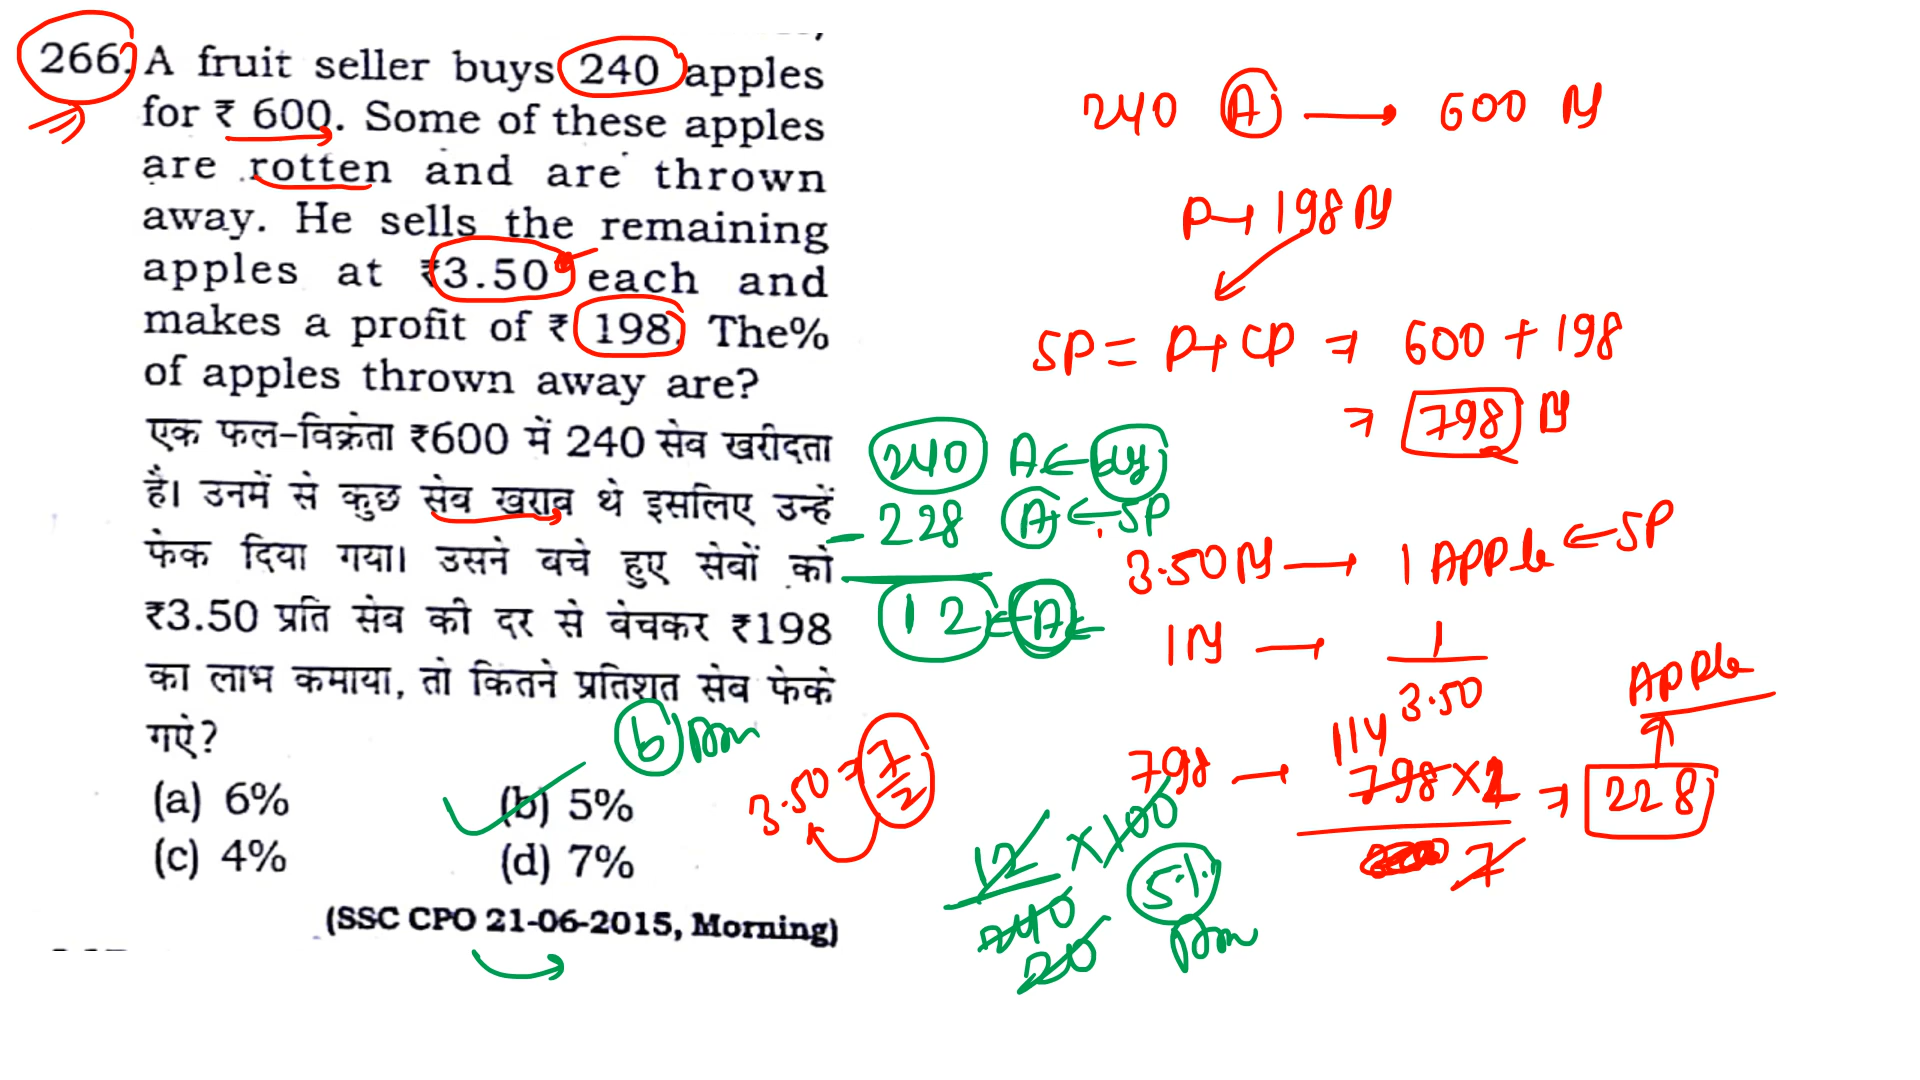 266. A fruit seller buys 240 apples
for ₹ 600. Some of these apples
are rotten and are thrown
away. He sells the remaining
apples at ₹3.50 each and
makes a profit of ₹ 198. The%
of apples thrown away are?
एक फल-विक्रेता ₹600 में 240 सेव खरीदता
है। उनमें से कुछ सेव खराब थे इसलिए उन्हें
फेक दिया गया। उसने बचे हुए सेवों को
₹3.50 प्रति सेव की दर से बेचकर ₹198
का लाभ कमाया, तो कितने प्रतिशत सेव फेके
गएं?
(a) 6% (b) 5%
(c) 4% (d) 7%
(SSC CPO 21-06-2015, Morning)
240 A → 600
P → 198
SP = P + CP ⇒ 600 + 198
⇒ 798
240 A ←
- 228 A ← SP
12 ← A
3.50 → 1 Apple ← SP
1 → 1/3.50
798 → 798 × 2 / 7 ⇒ 228
114
Apple
3.50 → 7/2
b
12/240 × 100
20
5%